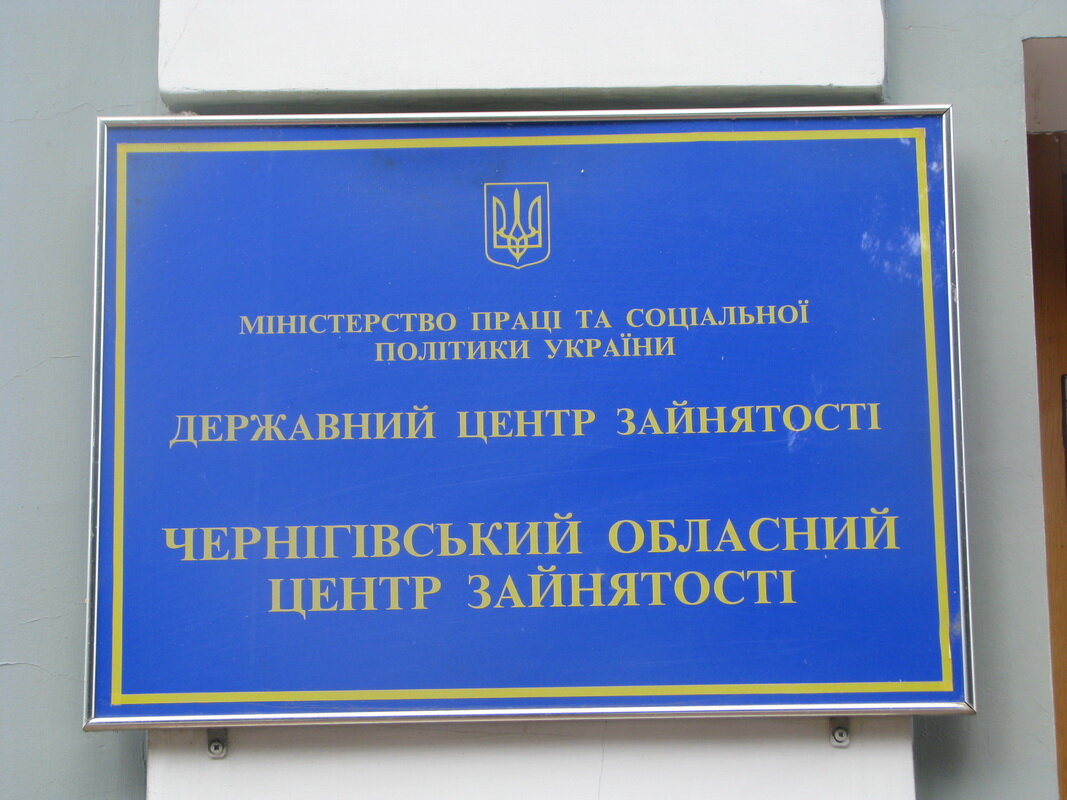 МІНІСТЕРСТВО ПРАЦІ ТА СОЦІАЛЬНОЇ
ПОЛІТИКИ УКРАЇНИ
ДЕРЖАВНИЙ ЦЕНТР ЗАЙНЯТОСТІ
ЧЕРНІГІВСЬКИЙ ОБЛАСНИЙ
ЦЕНТР ЗАЙНЯТОСТІ